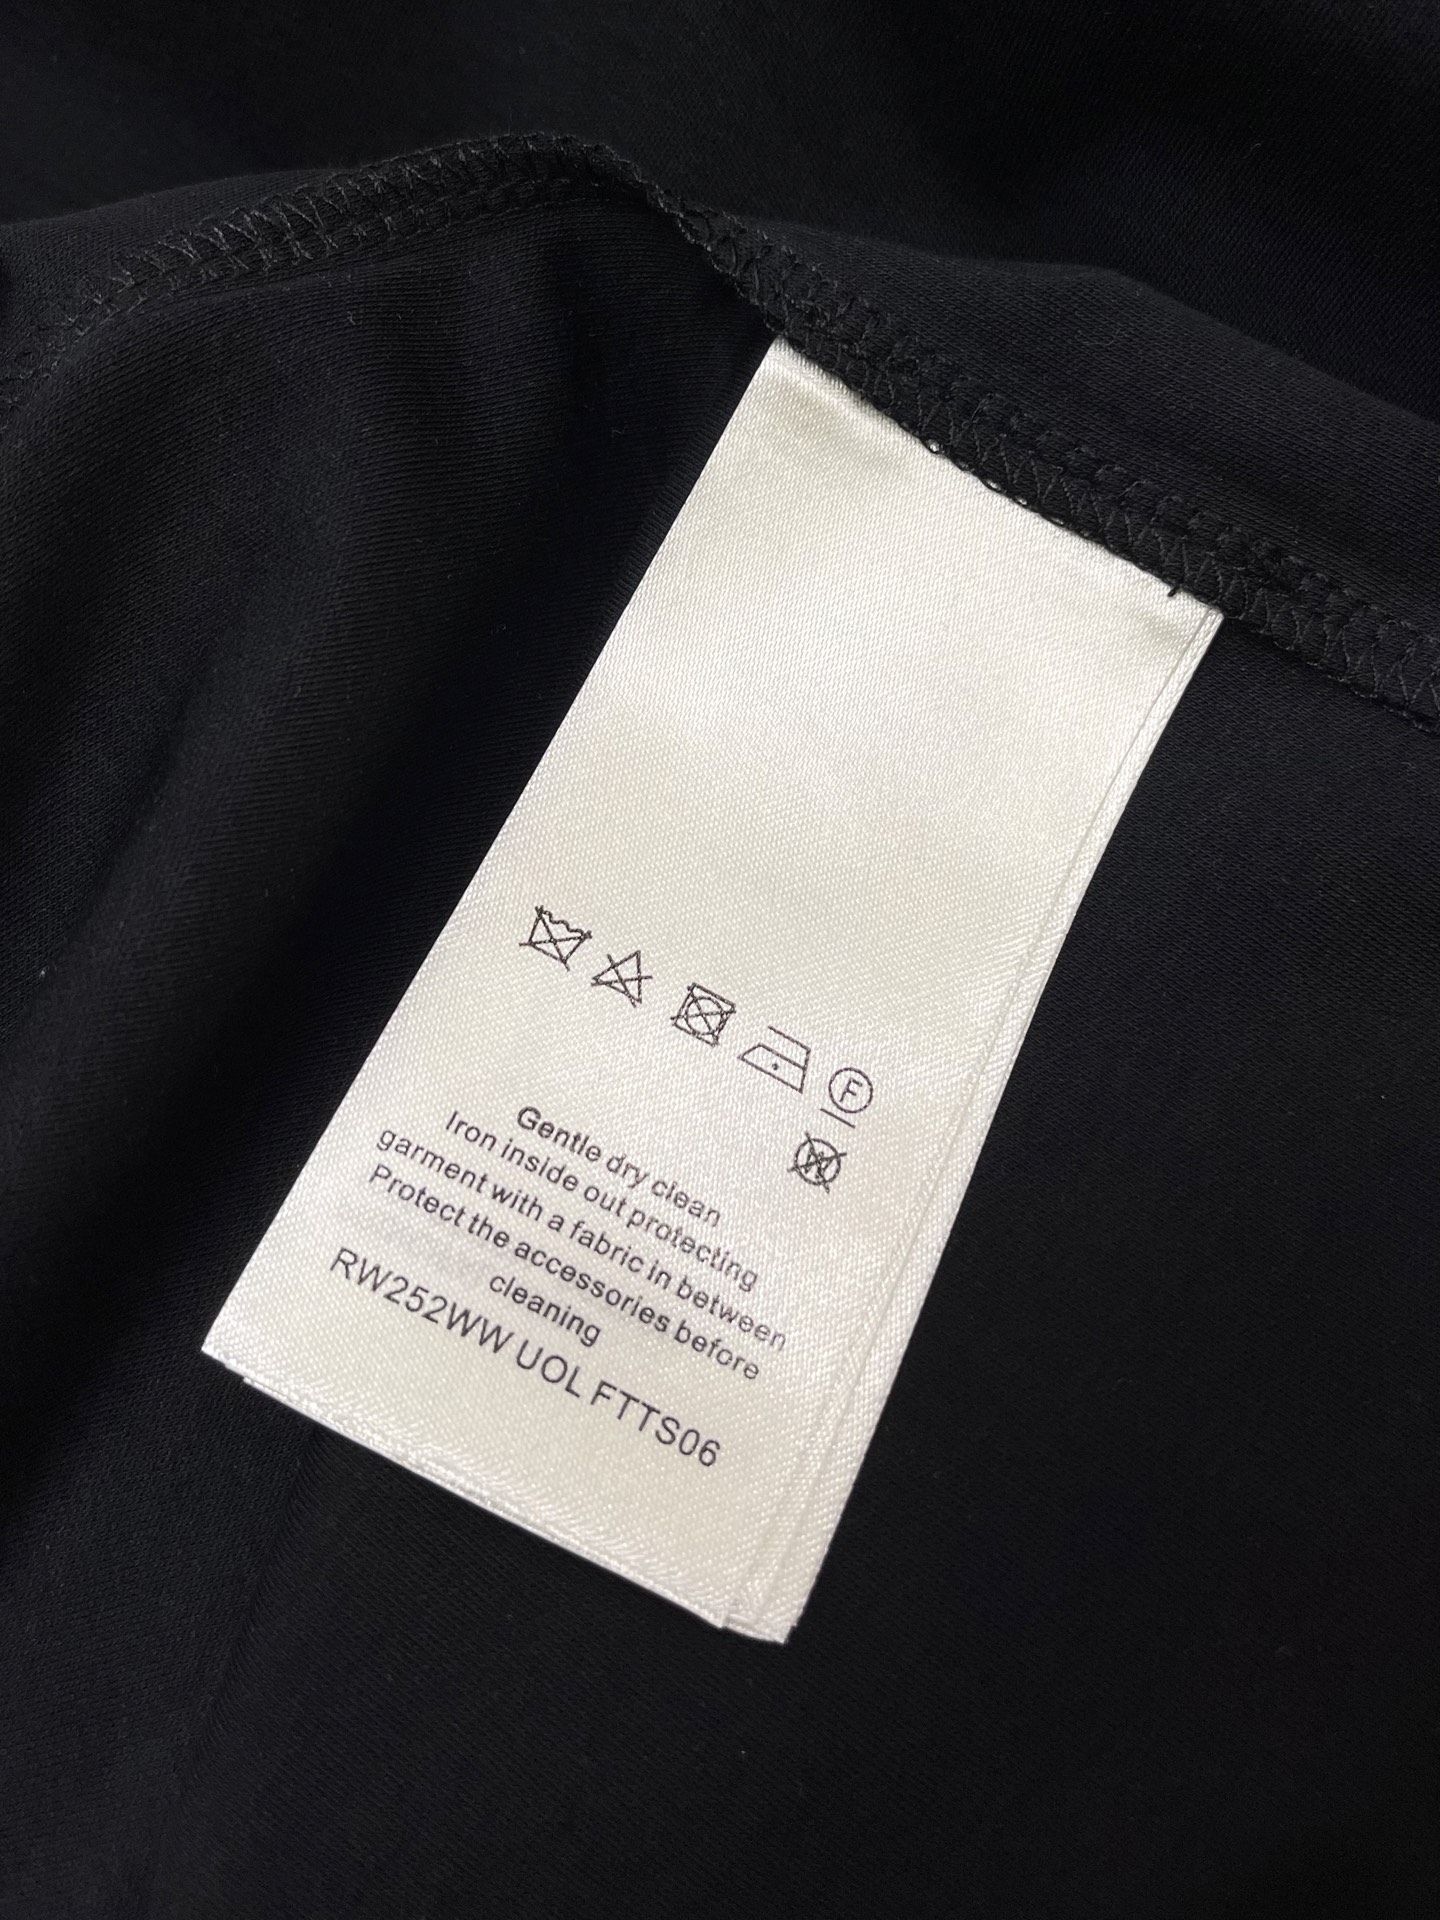 F
W
Gentle dry clean
Iron inside out protecting
garment with a fabric in between
Protect the accessories before
cleaning
RW252WW UOL FTTS06